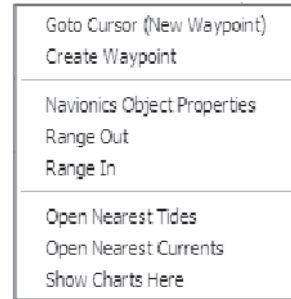 Goto Cursor (New Waypoint)
Create Waypoint
Navionics Object Properties
Range Out
Range In
Open Nearest Tides
Open Nearest Currents
Show Charts Here